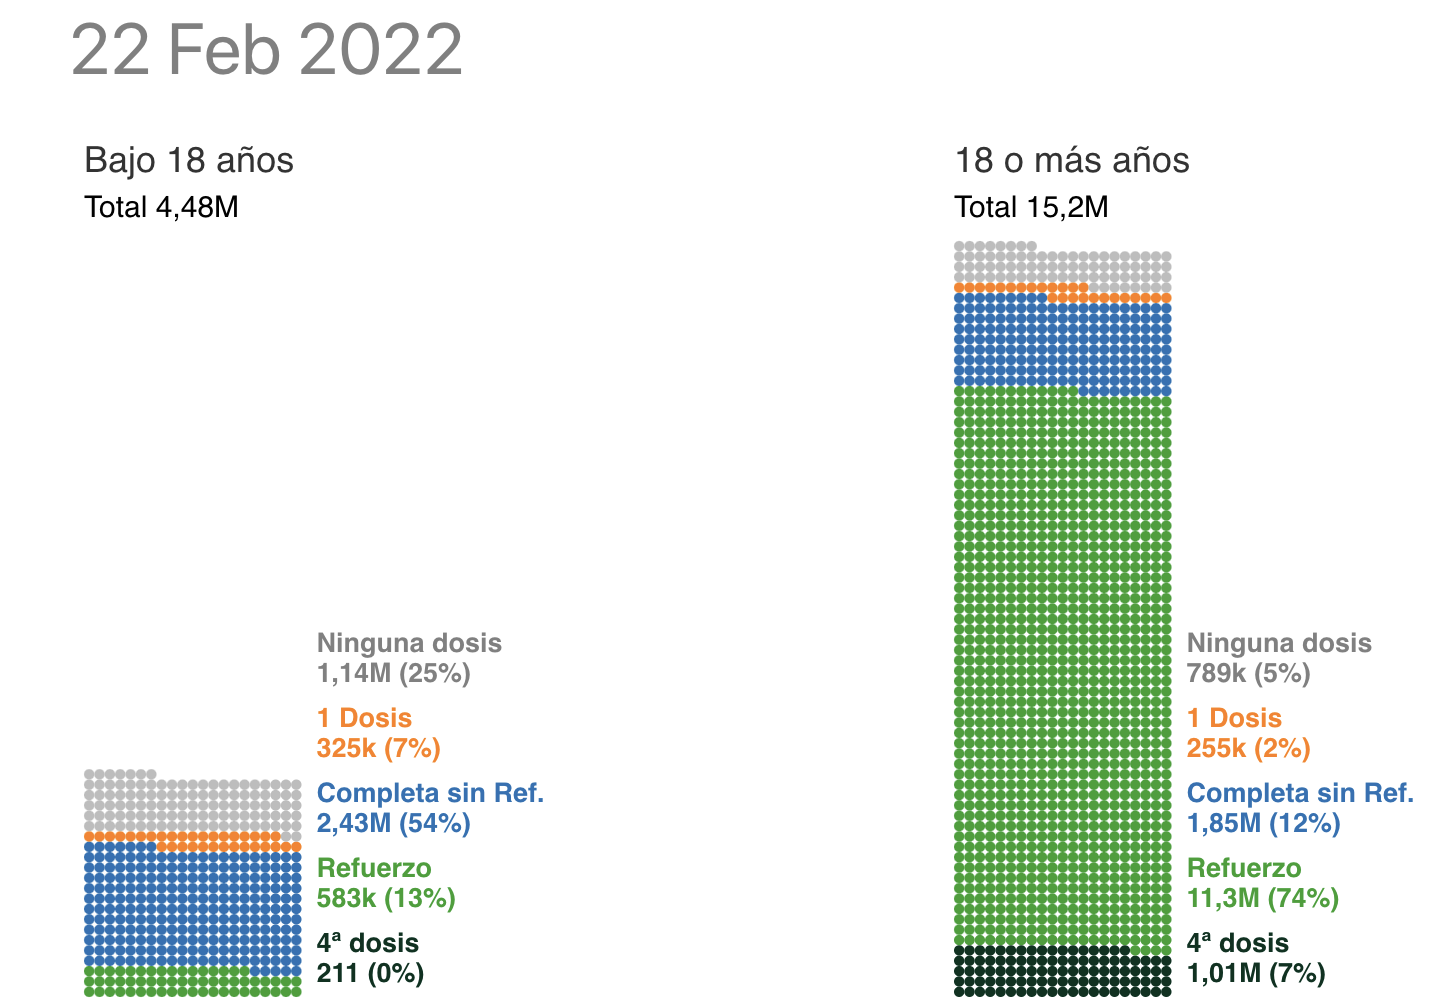 22 Feb 2022
Bajo 18 años
Total 4,48M
Ninguna dosis
1,14M (25%)
1 Dosis
325k (7%)
Completa sin Ref.
2,43M (54%)
Refuerzo
583k (13%)
4ª dosis
211 (0%)
18 o más años
Total 15,2M
Ninguna dosis
789k (5%)
1 Dosis
255k (2%)
Completa sin Ref.
1,85M (12%)
Refuerzo
11,3M (74%)
4ª dosis
1,01M (7%)